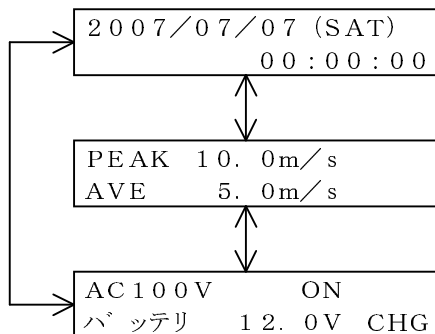 2007/07/07 (SAT)
00:00:00
PEAK 10.0m/s
AVE 5.0m/s
AC100V ON
バッテリ 12.0V CHG